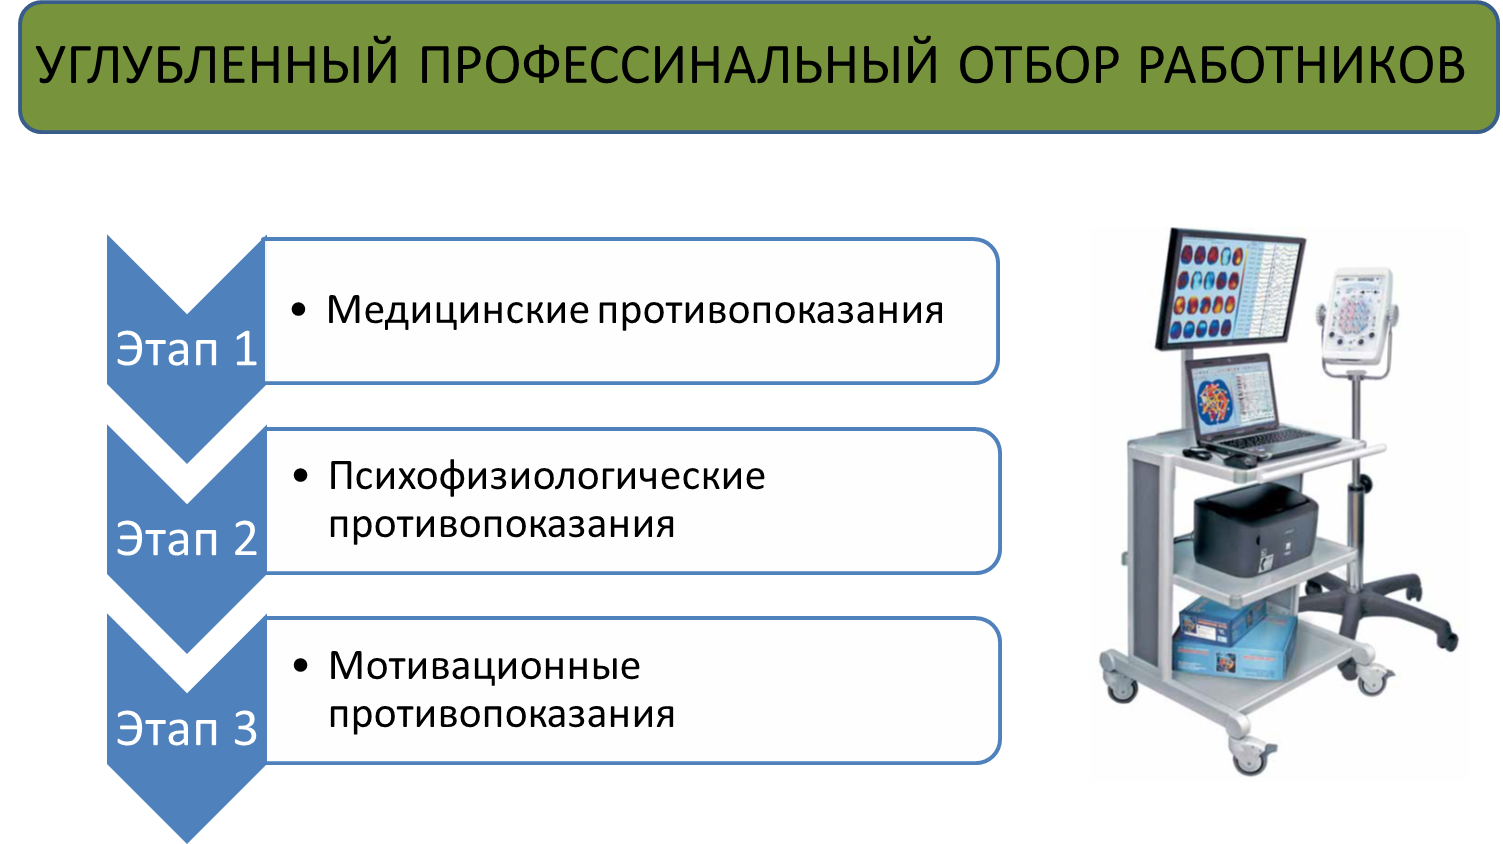 УГЛУБЛЕННЫЙ ПРОФЕССИНАЛЬНЫЙ ОТБОР РАБОТНИКОВ
Этап 1
• Медицинские противопоказания
Этап 2
• Психофизиологические
противопоказания
Этап 3
• Мотивационные
противопоказания